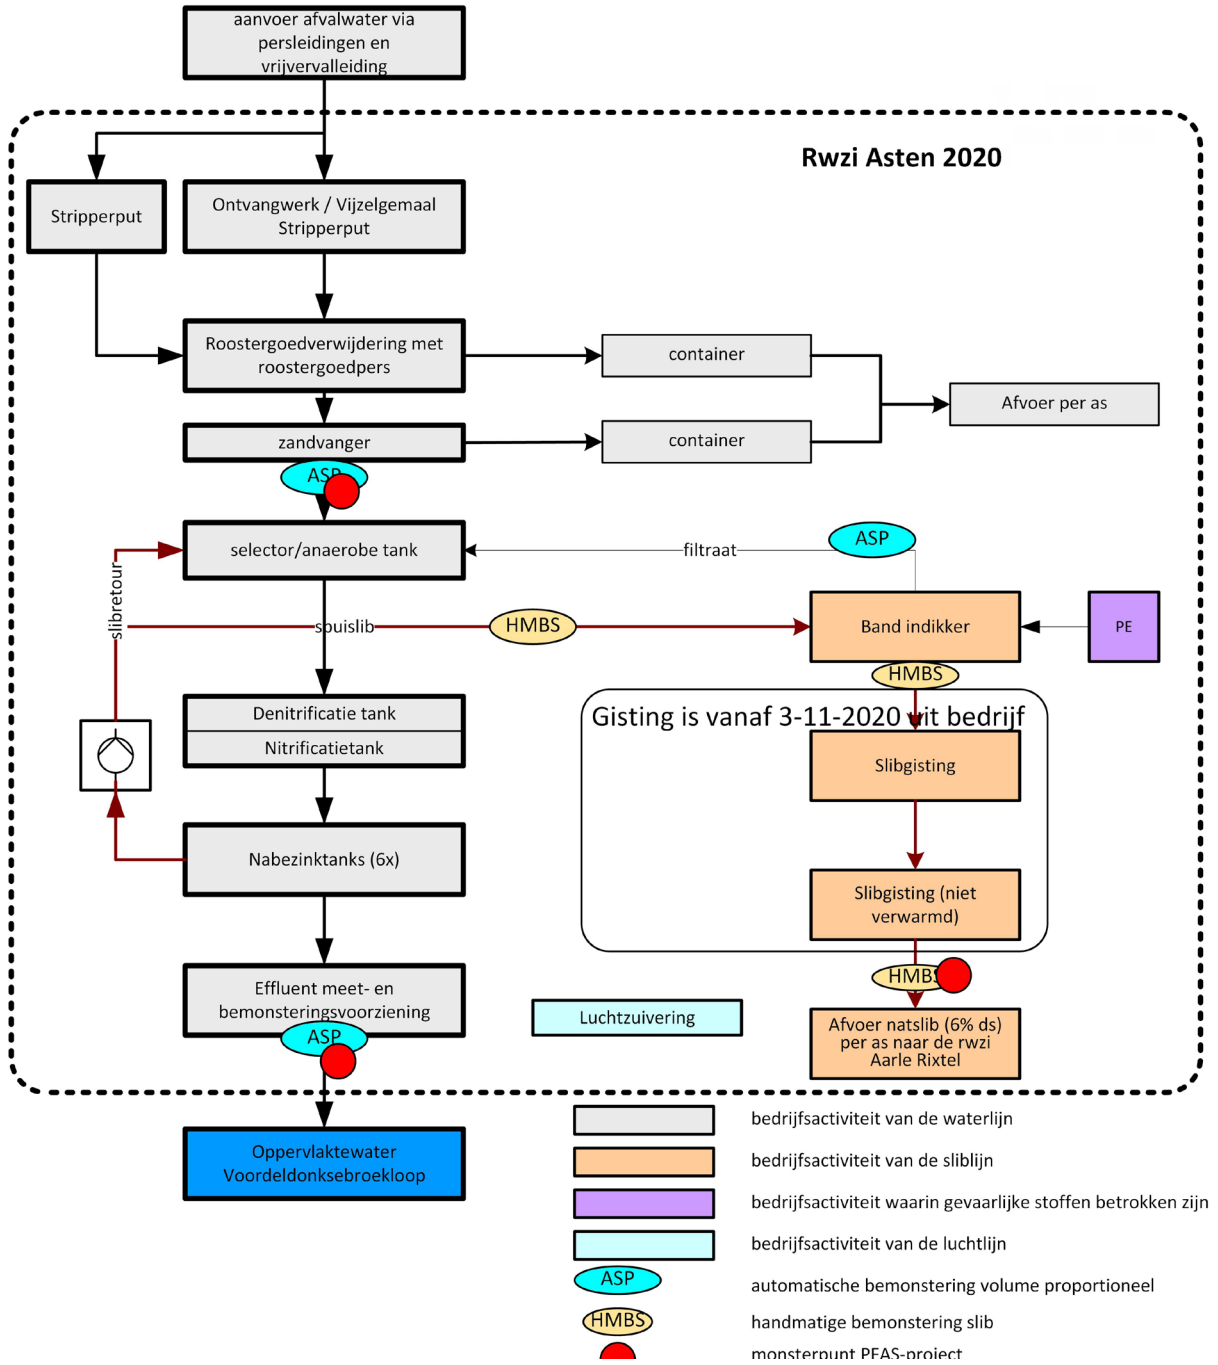 aanvoer afvalwater via
persleidingen en
vrijvervalleiding
Rwzi Asten 2020
Stripperput
Ontvangwerk / Vijzelgemaal
Stripperput
Roostergoedverwijdering met
roostergoedpers
container
Afvoer per as
zandvanger
container
ASP
selector/anaerobe tank
filtraat
ASP
slibretour
spuislib
HMBS
Band indikker
PE
HMBS
Gisting is vanaf 3-11-2020 uit bedrijf
Denitrificatie tank
Nitrificatietank
Slibgisting
Nabezinktanks (6x)
Slibgisting (niet
verwarmd)
HMBS
Effluent meet- en
bemonsteringsvoorziening
ASP
Luchtzuivering
Afvoer natslib (6% ds)
per as naar de rwzi
Aarle Rixtel
Oppervlaktewater
Voordeldonksebroekloop
bedrijfsactiviteit van de waterlijn
bedrijfsactiviteit van de sliblijn
bedrijfsactiviteit waarin gevaarlijke stoffen betrokken zijn
bedrijfsactiviteit van de luchtlijn
ASP automatische bemonstering volume proportioneel
HMBS handmatige bemonstering slib
monsterpunt PFAS-project